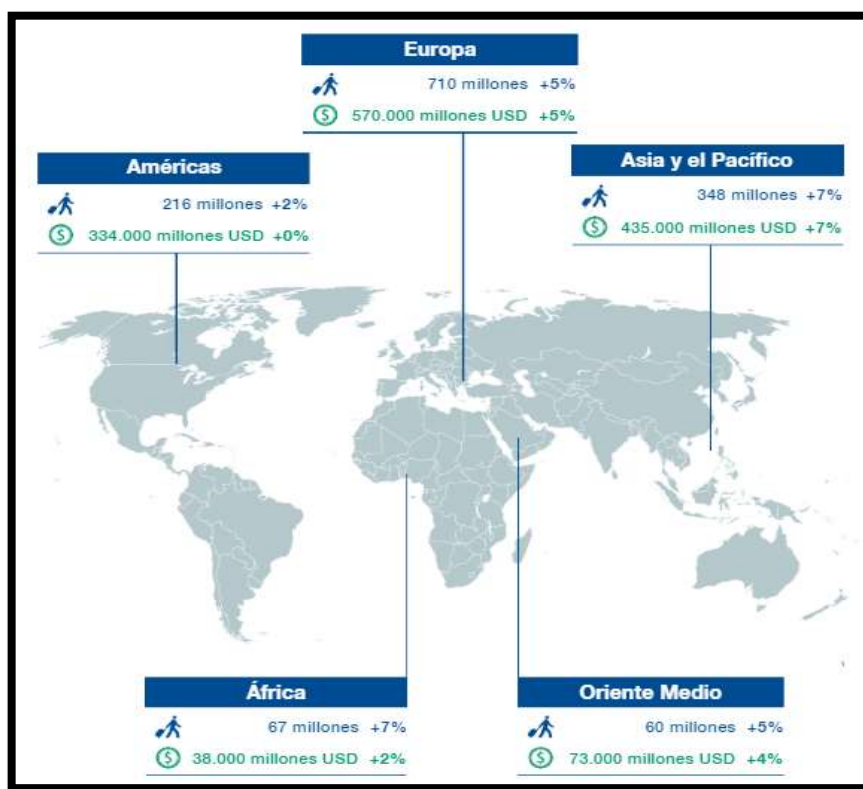 Europa
710 millones +5%
570.000 millones USD +5%
Américas
216 millones +2%
334.000 millones USD +0%
Asia y el Pacífico
348 millones +7%
435.000 millones USD +7%
África
67 millones +7%
38.000 millones USD +2%
Oriente Medio
60 millones +5%
73.000 millones USD +4%